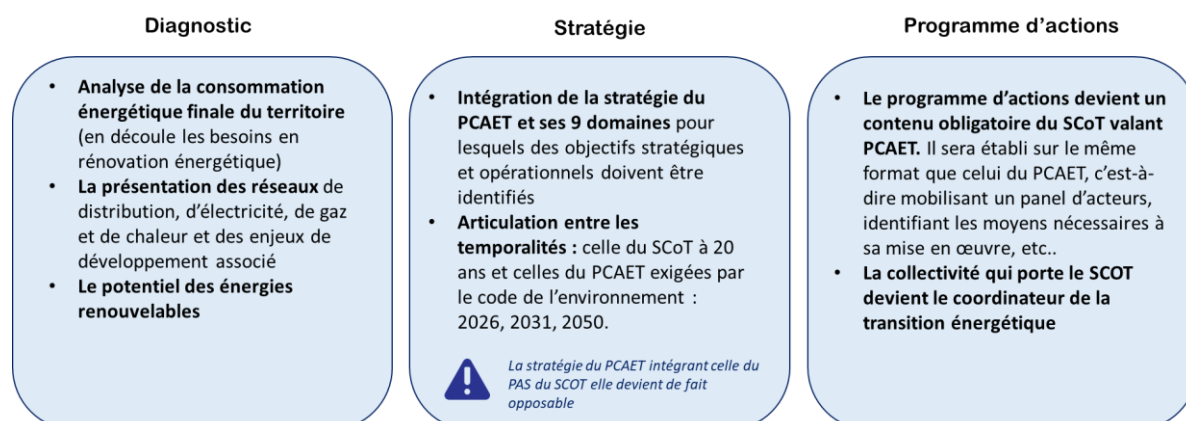 Diagnostic
• Analyse de la consommation
énergétique finale du territoire
(en découle les besoins en
rénovation énergétique)
• La présentation des réseaux de
distribution, d’électricité, de gaz
et de chaleur et des enjeux de
développement associé
• Le potentiel des énergies
renouvelables
Stratégie
• Intégration de la stratégie du
PCAET et ses 9 domaines pour
lesquels des objectifs stratégiques
et opérationnels doivent être
identifiés
• Articulation entre les
temporalités : celle du SCoT à 20
ans et celles du PCAET exigées par
le code de l’environnement :
2026, 2031, 2050.
La stratégie du PCAET intégrant celle du
PAS du SCOT elle devient de fait
opposable
Programme d’actions
• Le programme d’actions devient un
contenu obligatoire du SCoT valant
PCAET. Il sera établi sur le même
format que celui du PCAET, c’est-à-
dire mobilisant un panel d’acteurs,
identifiant les moyens nécessaires à
sa mise en œuvre, etc..
• La collectivité qui porte le SCOT
devient le coordinateur de la
transition énergétique